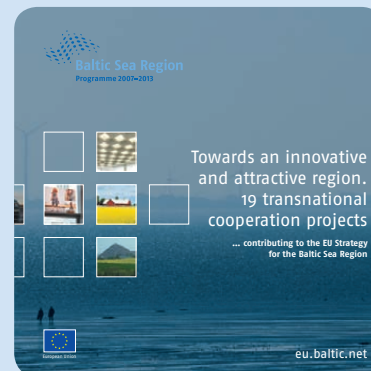 Baltic Sea Region
Programme 2007–2013
Towards an innovative
and attractive region.
19 transnational
cooperation projects
... contributing to the EU Strategy
for the Baltic Sea Region
European Union
eu.baltic.net